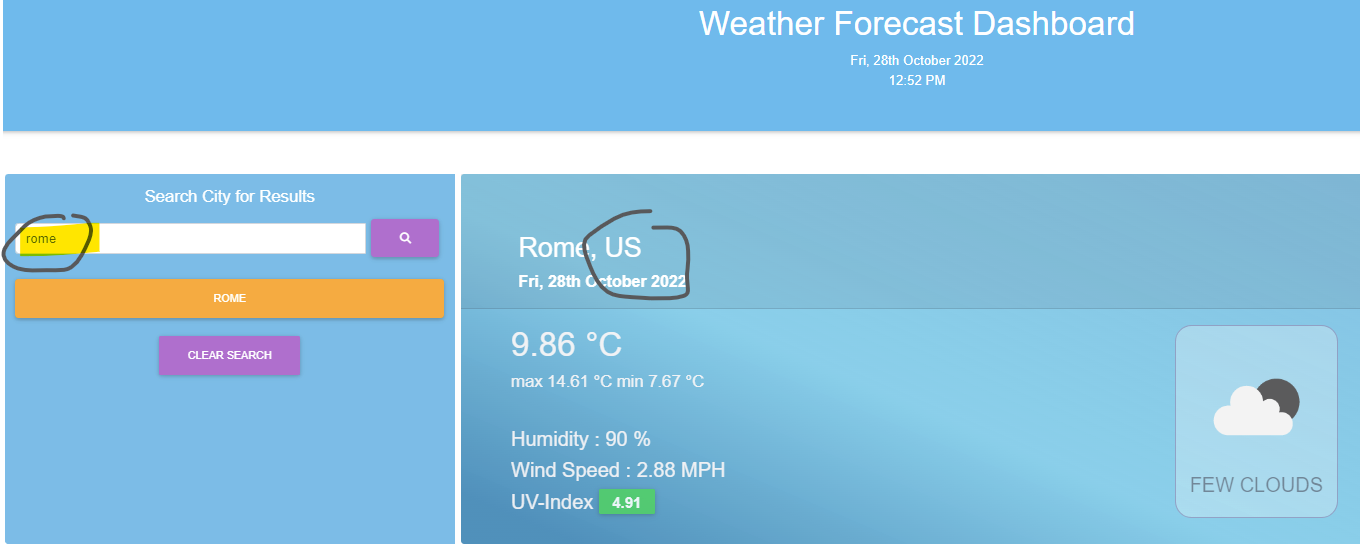 Weather Forecast Dashboard
Fri, 28th October 2022
12:52 PM
Search City for Results
rome
ROME
CLEAR SEARCH
Rome, US
Fri, 28th October 2022
9.86 °C
max 14.61 °C min 7.67 °C
Humidity : 90 %
Wind Speed : 2.88 MPH
UV-Index 4.91
FEW CLOUDS